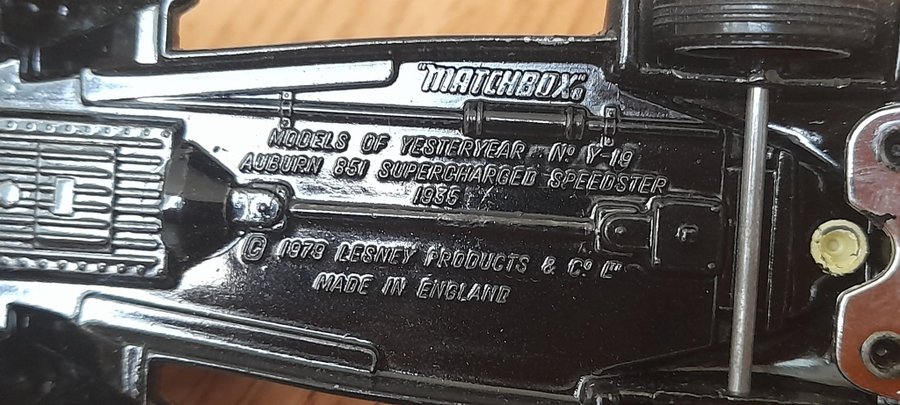 "MATCHBOX"®
MODELS OF YESTERYEAR Nº Y-19
AUBURN 851 SUPERCHARGED SPEEDSTER
1935
© 1979 LESNEY PRODUCTS & Cº Lᵀᴰ
MADE IN ENGLAND